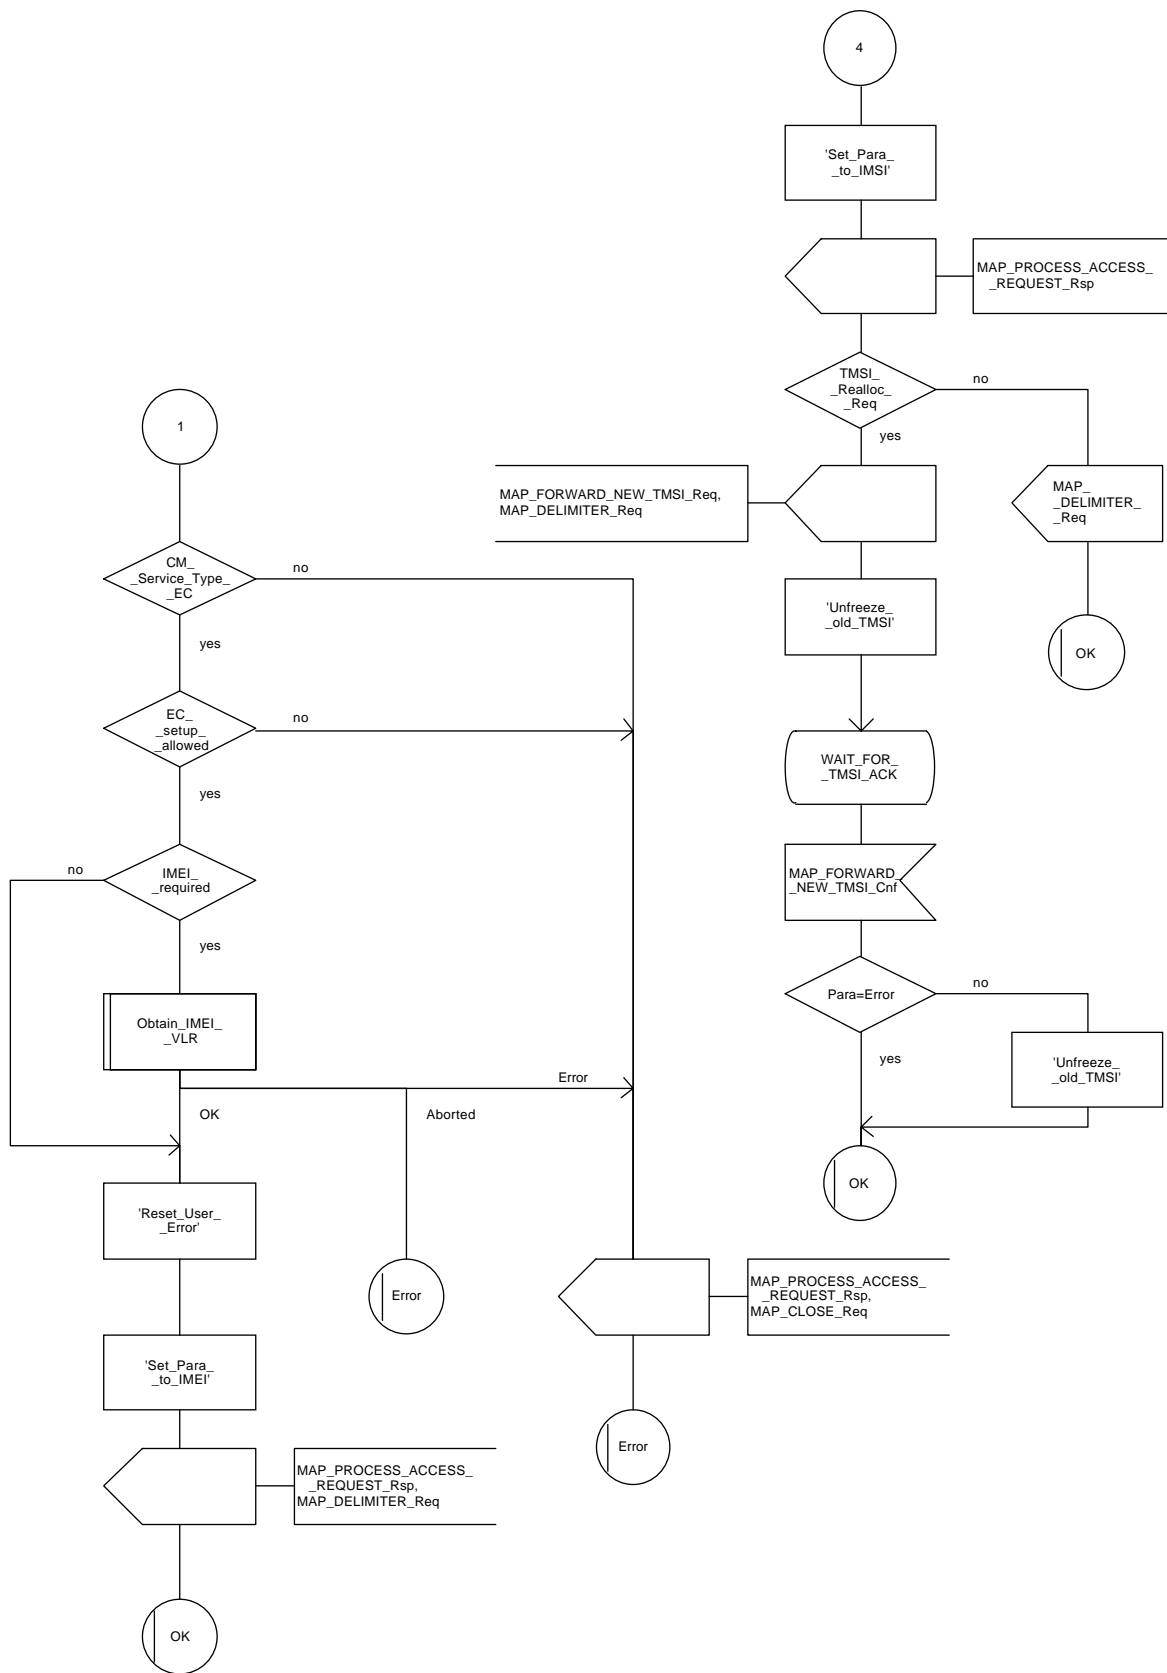 4
'Set_Para_
_to_IMSI'
MAP_PROCESS_ACCESS_
_REQUEST_Rsp
TMSI_
_Realloc_
_Req
no
yes
MAP_FORWARD_NEW_TMSI_Req,
MAP_DELIMITER_Req
MAP_
_DELIMITER_
_Req
'Unfreeze_
_old_TMSI'
OK
WAIT_FOR_
_TMSI_ACK
MAP_FORWARD_
_NEW_TMSI_Cnf
Para=Error
no
yes
'Unfreeze_
_old_TMSI'
OK
1
CM_
_Service_Type_
_EC
no
yes
EC_
_setup_
_allowed
no
yes
IMEI_
_required
no
yes
Obtain_IMEI_
_VLR
Error
OK
Aborted
'Reset_User_
_Error'
Error
MAP_PROCESS_ACCESS_
_REQUEST_Rsp,
MAP_CLOSE_Req
'Set_Para_
_to_IMEI'
Error
MAP_PROCESS_ACCESS_
_REQUEST_Rsp,
MAP_DELIMITER_Req
OK